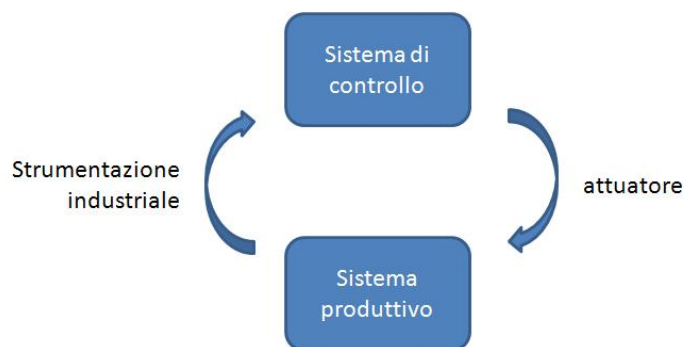 Sistema di
controllo
Strumentazione
industriale
attuatore
Sistema
produttivo